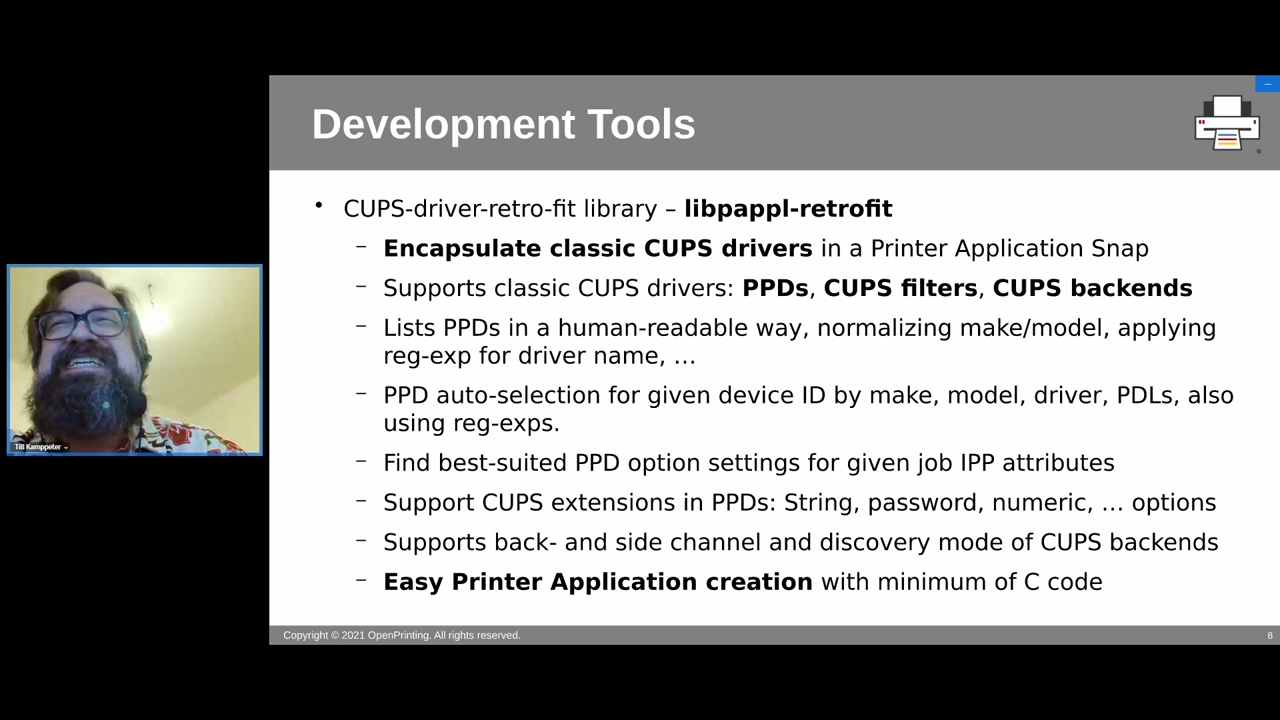 Development Tools
• CUPS-driver-retro-fit library – libpappl-retrofit
– Encapsulate classic CUPS drivers in a Printer Application Snap
– Supports classic CUPS drivers: PPDs, CUPS filters, CUPS backends
– Lists PPDs in a human-readable way, normalizing make/model, applying
reg-exp for driver name, …
– PPD auto-selection for given device ID by make, model, driver, PDLs, also
using reg-exps.
– Find best-suited PPD option settings for given job IPP attributes
– Support CUPS extensions in PPDs: String, password, numeric, … options
– Supports back- and side channel and discovery mode of CUPS backends
– Easy Printer Application creation with minimum of C code
Till Kamppeter
Copyright © 2021 OpenPrinting. All rights reserved.
8